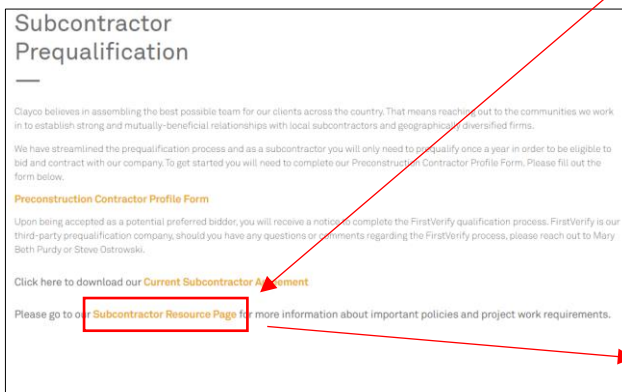 Subcontractor
Prequalification
Clayco believes in assembling the best possible team for our clients across the country. That means reaching out to the communities we work
in to establish strong and mutually-beneficial relationships with local subcontractors and geographically diversified firms.
We have streamlined the prequalification process and as a subcontractor you will only need to prequalify once a year in order to be eligible to
bid and contract with our company. To get started you will need to complete our Preconstruction Contractor Profile Form. Please fill out the
form below.
Preconstruction Contractor Profile Form
Upon being accepted as a potential preferred bidder, you will receive a notice to complete the FirstVerify qualification process. FirstVerify is our
third-party prequalification company, should you have any questions or comments regarding the FirstVerify process, please reach out to Mary
Beth Purdy or Steve Ostrowski.
Click here to download our Current Subcontractor Agreement
Please go to our Subcontractor Resource Page for more information about important policies and project work requirements.